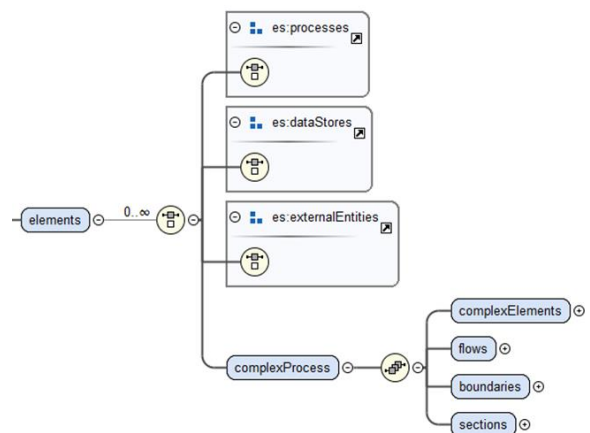 es:processes
es:dataStores
elements
0..∞
es:externalEntities
complexProcess
complexElements
flows
boundaries
sections